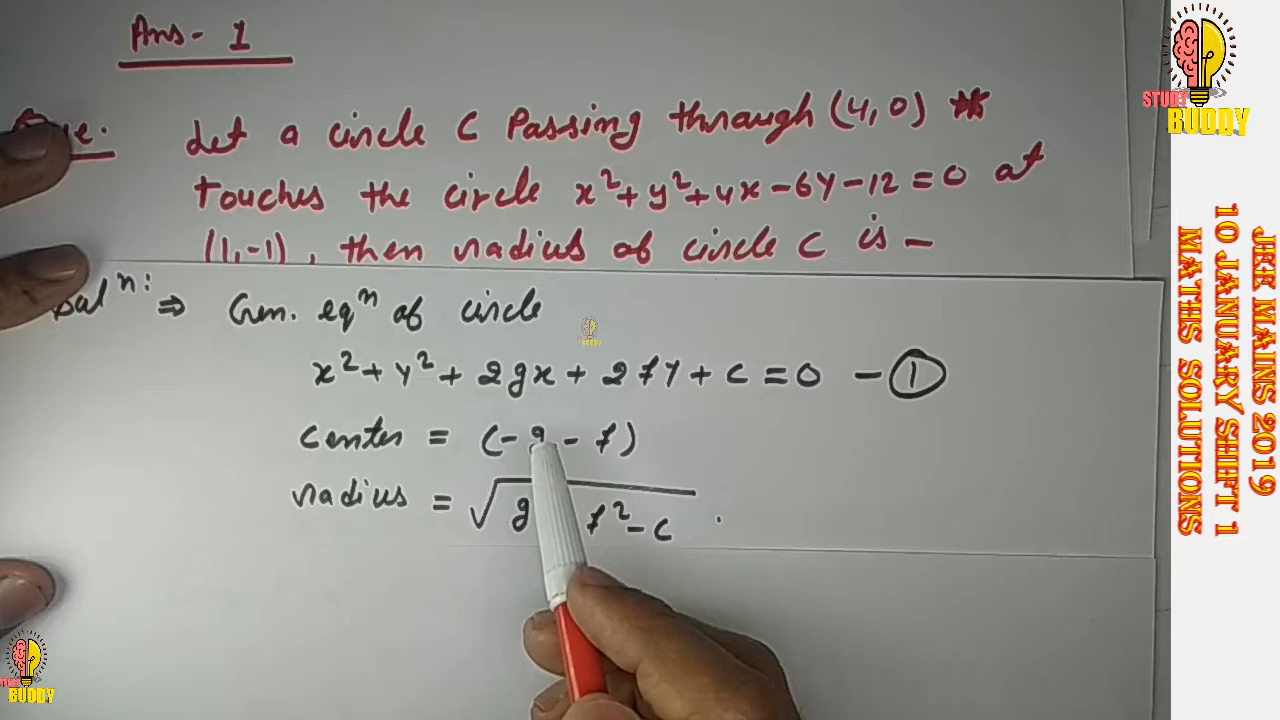 Ans- 1
Let a circle C Passing through (4,0)
touches the circle x²+y²+4x-6y-12=0 at
(1,-1), then radius of circle C is -
Solⁿ: ⇒ Gen. eqⁿ of circle
x²+y²+2gx+2fy+c=0 - ①
center = (-g -f)
radius = √g f²-c .
STUDY
BUDDY
JEE MAINS 2019
10 JANUARY SHIFT 1
MATHS SOLUTIONS
BUDDY